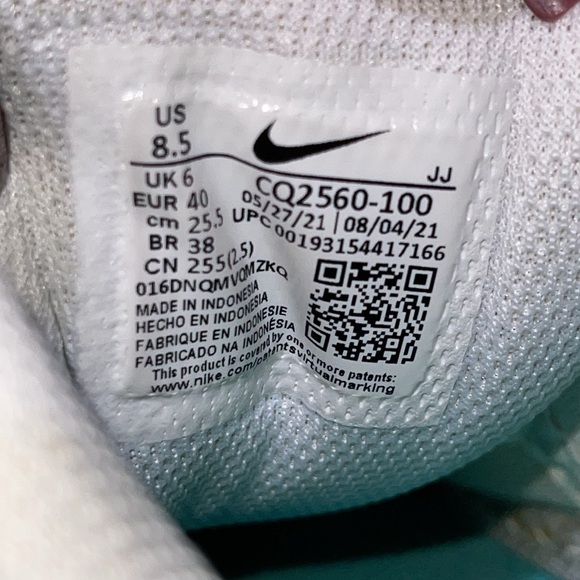 US
8.5
JJ
UK 6
EUR 40
cm 25.5
BR 38
CN 255(2.5)
CQ2560-100
05/27/21 | 08/04/21
UPC 00193154417166
016DNQMVQMZKQ
MADE IN INDONESIA
HECHO EN INDONESIA
FABRIQUE EN INDONESIE
FABRICADO NA INDONÉSIA
This product is covered by one or more patents:
www.nike.com/patentsvirtualmarking